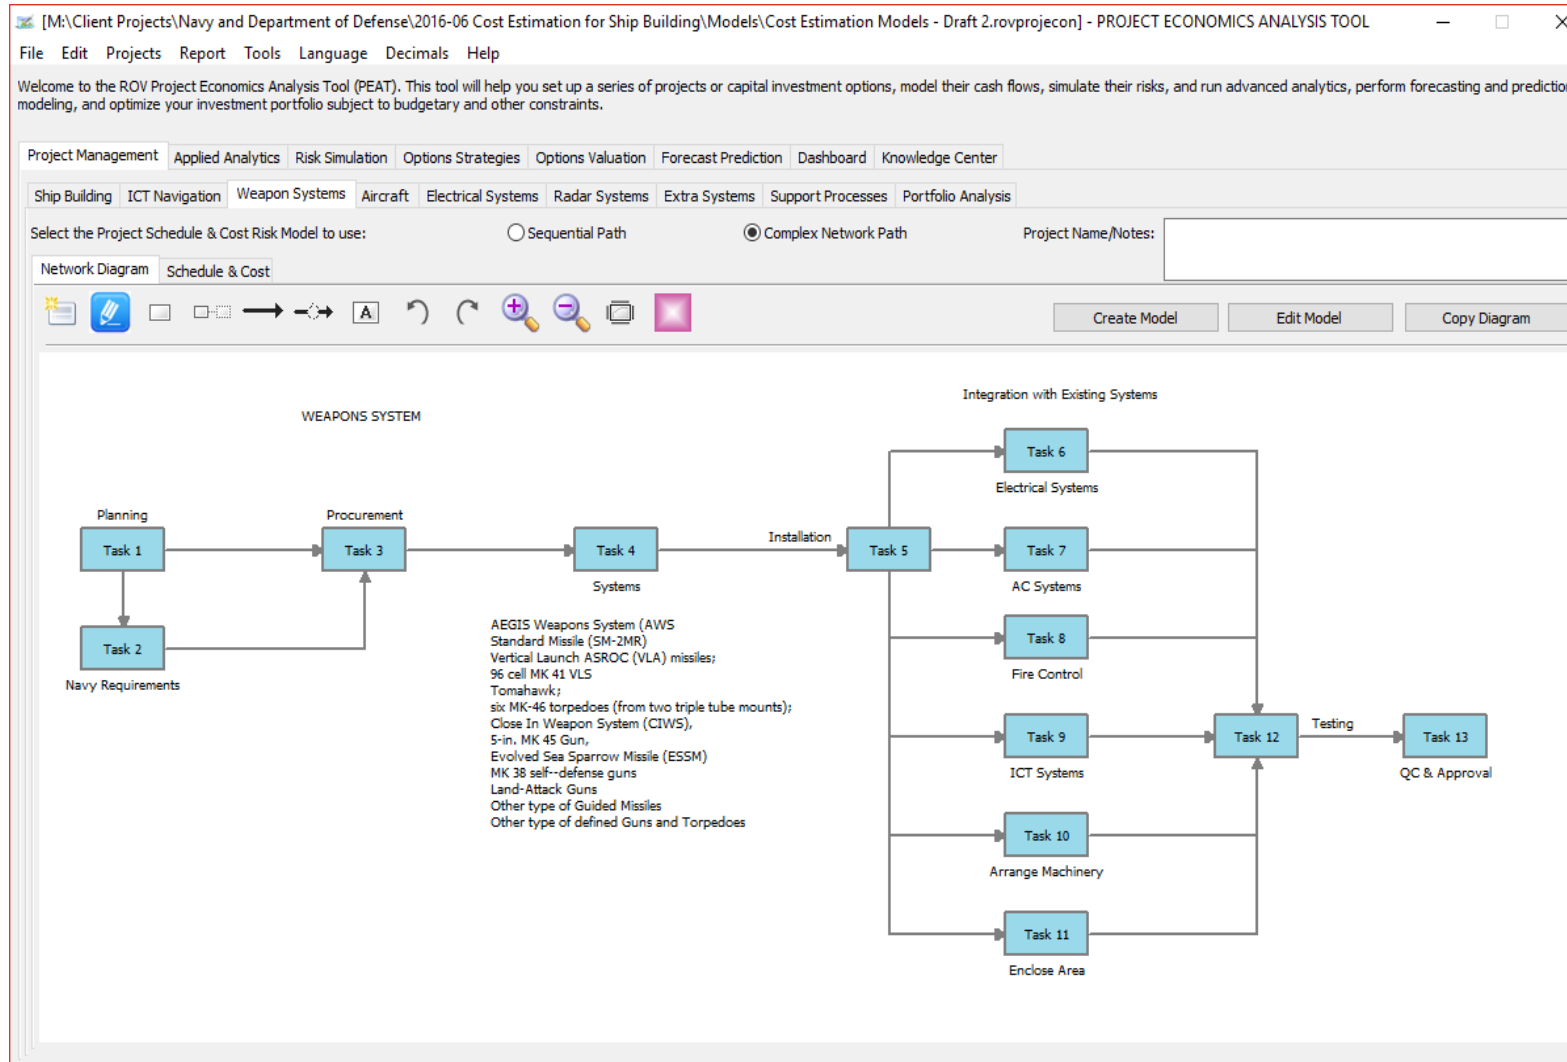 [M:\Client Projects\Navy and Department of Defense\2016-06 Cost Estimation for Ship Building\Models\Cost Estimation Models - Draft 2.rovprojecon] - PROJECT ECONOMICS ANALYSIS TOOL
File Edit Projects Report Tools Language Decimals Help
Welcome to the ROV Project Economics Analysis Tool (PEAT). This tool will help you set up a series of projects or capital investment options, model their cash flows, simulate their risks, and run advanced analytics, perform forecasting and prediction
modeling, and optimize your investment portfolio subject to budgetary and other constraints.
Project Management Applied Analytics Risk Simulation Options Strategies Options Valuation Forecast Prediction Dashboard Knowledge Center
Ship Building ICT Navigation Weapon Systems Aircraft Electrical Systems Radar Systems Extra Systems Support Processes Portfolio Analysis
Select the Project Schedule & Cost Risk Model to use: Sequential Path Complex Network Path Project Name/Notes:
Network Diagram Schedule & Cost
A
Create Model Edit Model Copy Diagram
WEAPONS SYSTEM
Integration with Existing Systems
Planning
Task 1
Task 2
Navy Requirements
Procurement
Task 3
Task 4
Systems
AEGIS Weapons System (AWS
Standard Missile (SM-2MR)
Vertical Launch ASROC (VLA) missiles;
96 cell MK 41 VLS
Tomahawk;
six MK-46 torpedoes (from two triple tube mounts);
Close In Weapon System (CIWS),
5-in. MK 45 Gun,
Evolved Sea Sparrow Missile (ESSM)
MK 38 self--defense guns
Land-Attack Guns
Other type of Guided Missiles
Other type of defined Guns and Torpedoes
Installation
Task 5
Task 6
Electrical Systems
Task 7
AC Systems
Task 8
Fire Control
Task 9
ICT Systems
Task 10
Arrange Machinery
Task 11
Enclose Area
Task 12
Testing
Task 13
QC & Approval